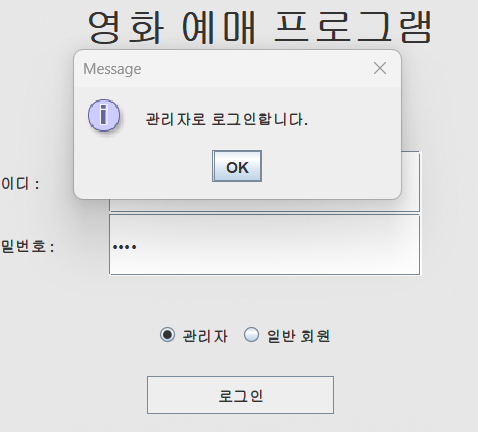 영화 예매 프로그램
Message
관리자로 로그인합니다.
OK
이디 :
밀번호 :
••••
관리자
일반 회원
로그인